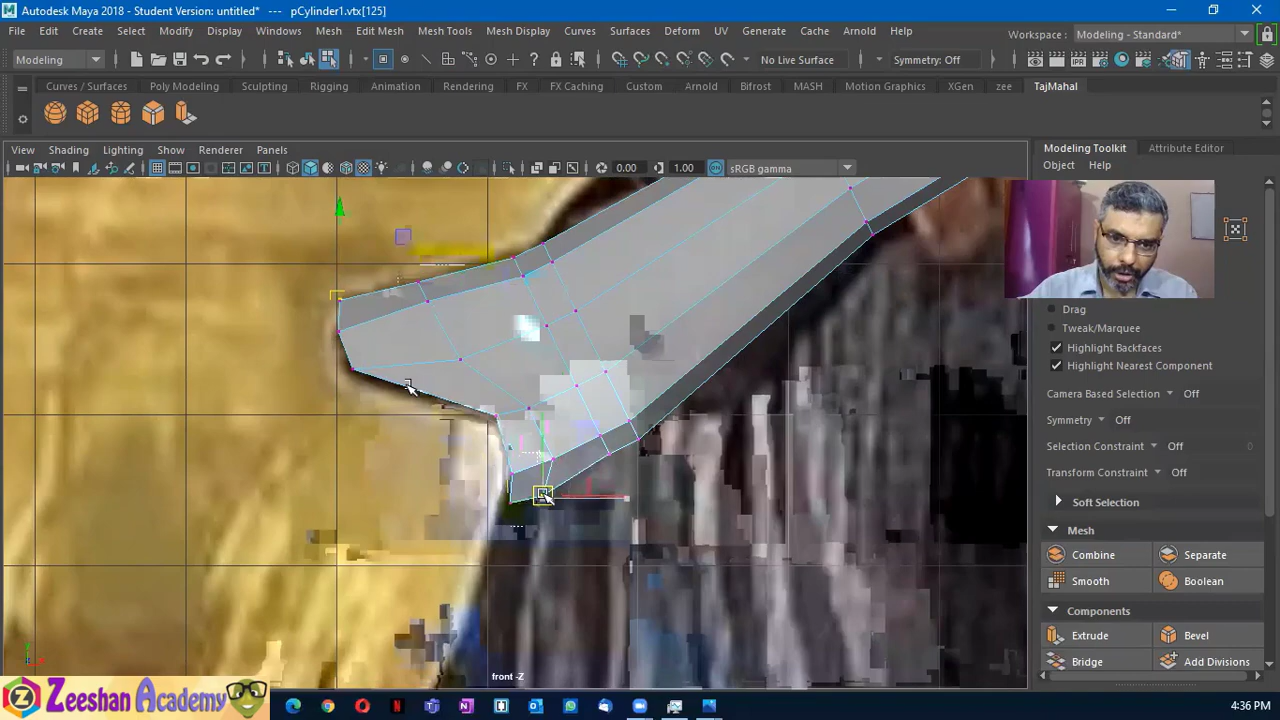 Autodesk Maya 2018 - Student Version: untitled* --- pCylinder1.vtx[125]
File Edit Create Select Modify Display Windows Mesh Edit Mesh Mesh Tools Mesh Display Curves Surfaces Deform UV Generate Cache Arnold Help
Workspace : Modeling - Standard*
Modeling
No Live Surface
Symmetry: Off
Curves / Surfaces Poly Modeling Sculpting Rigging Animation Rendering FX FX Caching Custom Arnold Bifrost MASH Motion Graphics XGen zee TajMahal
View Shading Lighting Show Renderer Panels
0.00 1.00 sRGB gamma
Modeling Toolkit Attribute Editor
Object Help
Drag
Tweak/Marquee
Highlight Backfaces
Highlight Nearest Component
Camera Based Selection Off
Symmetry Off
Selection Constraint Off 0
Transform Constraint Off
Soft Selection
Mesh
Combine Separate
Smooth Boolean
Components
Extrude Bevel
Bridge Add Divisions
front -Z
Zeeshan Academy
4:36 PM